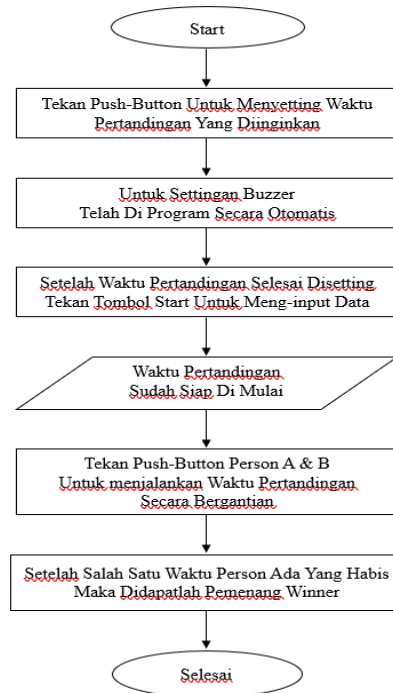 Start
Tekan Push-Button Untuk Menyetting Waktu
Pertandingan Yang Diinginkan
Untuk Settingan Buzzer
Telah Di Program Secara Otomatis
Setelah Waktu Pertandingan Selesai Disetting
Tekan Tombol Start Untuk Meng-input Data
Waktu Pertandingan
Sudah Siap Di Mulai
Tekan Push-Button Person A & B
Untuk menjalankan Waktu Pertandingan
Secara Bergantian
Setelah Salah Satu Waktu Person Ada Yang Habis
Maka Didapatlah Pemenang Winner
Selesai